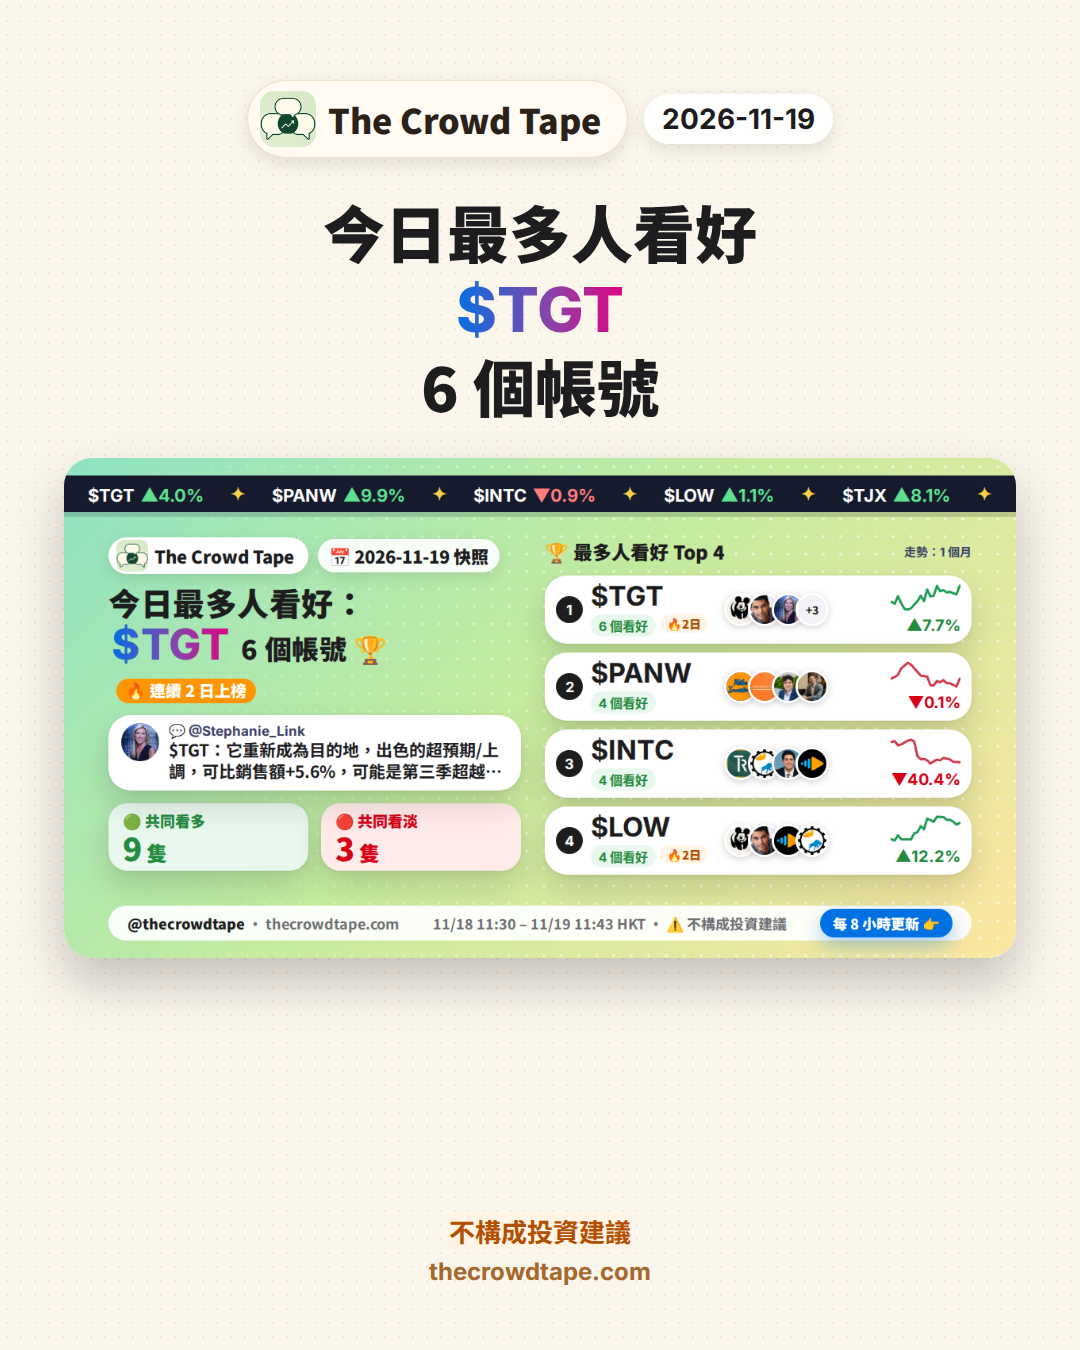 The Crowd Tape
2026-11-19
今日最多人看好
$TGT
6 個帳號
$TGT ▲4.0% ✦ $PANW ▲9.9% ✦ $INTC ▼0.9% ✦ $LOW ▲1.1% ✦ $TJX ▲8.1% ✦
The Crowd Tape
📅 2026-11-19 快照
今日最多人看好：
$TGT 6 個帳號 🏆
🔥 連續 2 日上榜
💬 @Stephanie_Link
$TGT：它重新成為目的地，出色的超預期/上
調，可比銷售額+5.6%，可能是第三季超越…
🟢 共同看多
9 隻
🔴 共同看淡
3 隻
🏆 最多人看好 Top 4
走勢：1個月
1 $TGT
6 個看好 🔥2日
+3
▲7.7%
2 $PANW
4 個看好
▼0.1%
3 $INTC
4 個看好
▼40.4%
4 $LOW
4 個看好 🔥2日
▲12.2%
@thecrowdtape • thecrowdtape.com
11/18 11:30 – 11/19 11:43 HKT • ⚠️ 不構成投資建議
每 8 小時更新 👉
不構成投資建議
thecrowdtape.com